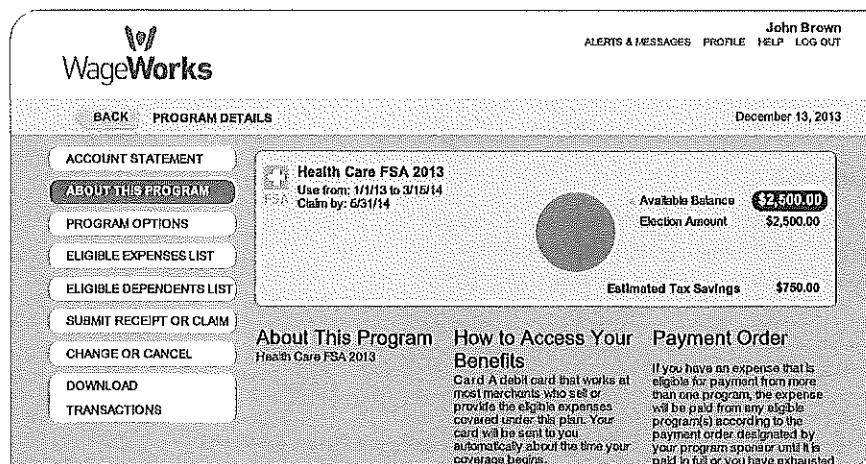 John Brown
ALERTS & MESSAGES PROFILE HELP LOG OUT
WageWorks
BACK PROGRAM DETAILS
December 13, 2013
ACCOUNT STATEMENT
ABOUT THIS PROGRAM
PROGRAM OPTIONS
ELIGIBLE EXPENSES LIST
ELIGIBLE DEPENDENTS LIST
SUBMIT RECEIPT OR CLAIM
CHANGE OR CANCEL
DOWNLOAD
TRANSACTIONS
FSA
Health Care FSA 2013
Use from: 1/1/13 to 3/15/14
Claim by: 5/31/14
Available Balance $2,500.00
Election Amount $2,500.00
Estimated Tax Savings $750.00
About This Program
Health Care FSA 2013
How to Access Your
Benefits
Card A debit card that works at
most merchants who sell or
provide the eligible expenses
covered under this plan. Your
card will be sent to you
automatically about the time your
coverage begins.
Payment Order
If you have an expense that is
eligible for payment from more
than one program, the expense
will be paid from any eligible
program(s) according to the
payment order designated by
your program sponsor until it is
paid in full or you have exhausted